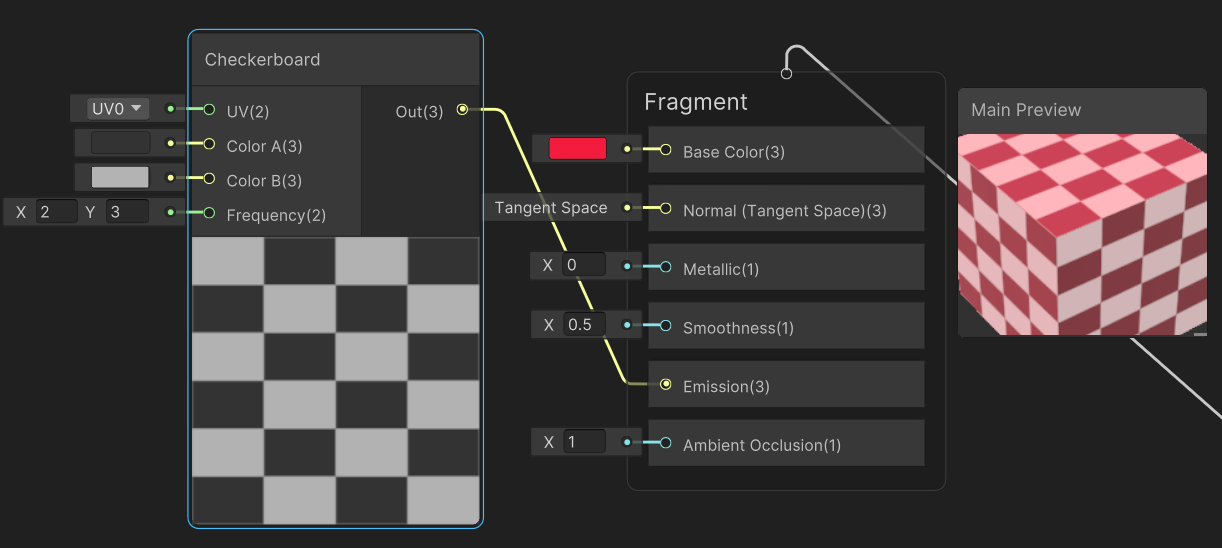 Checkerboard
UV0
UV(2)
Out(3)
Color A(3)
Color B(3)
X 2 Y 3
Frequency(2)
Fragment
Base Color(3)
Tangent Space
Normal (Tangent Space)(3)
X 0
Metallic(1)
X 0.5
Smoothness(1)
Emission(3)
X 1
Ambient Occlusion(1)
Main Preview